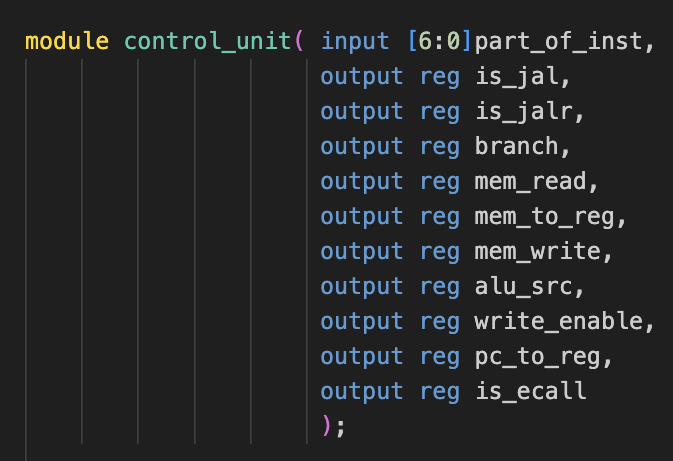 module control_unit( input [6:0]part_of_inst,
output reg is_jal,
output reg is_jalr,
output reg branch,
output reg mem_read,
output reg mem_to_reg,
output reg mem_write,
output reg alu_src,
output reg write_enable,
output reg pc_to_reg,
output reg is_ecall
);